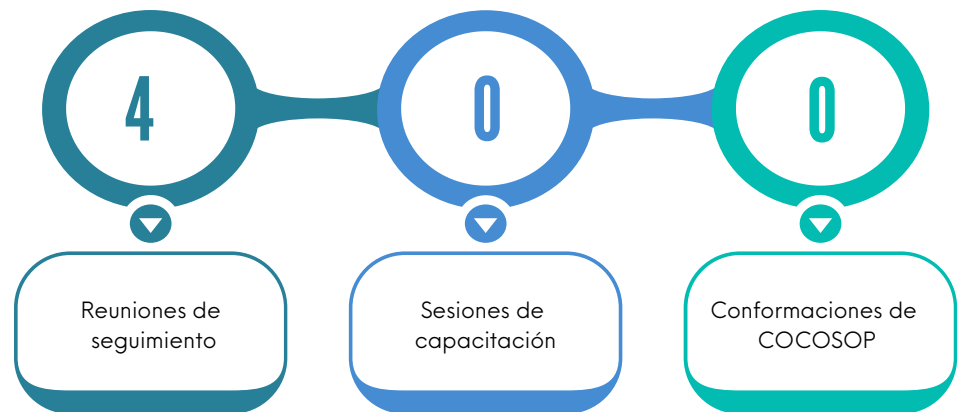 4
0
0
Reuniones de
seguimiento
Sesiones de
capacitación
Conformaciones de
COCOSOP